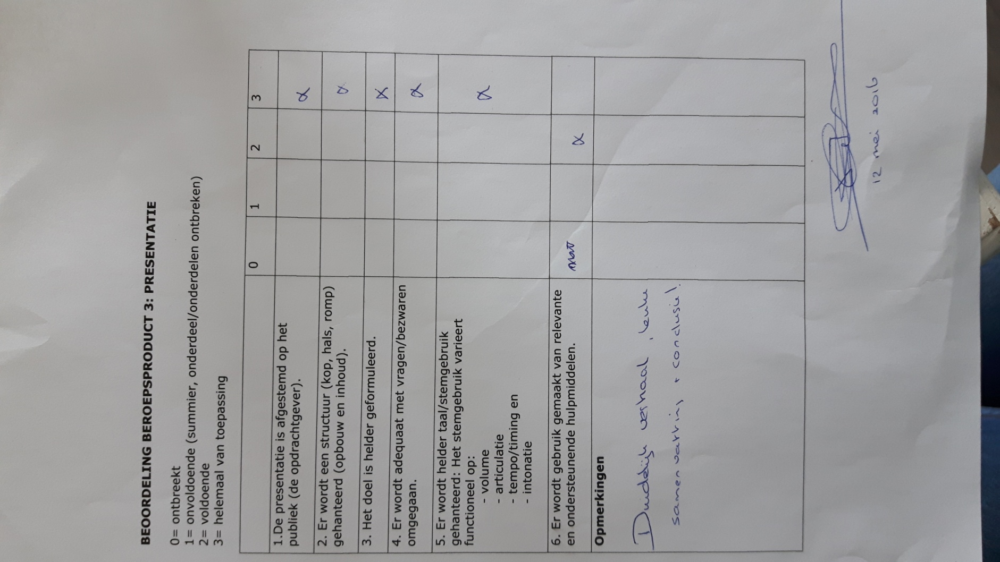 BEOORDELING BEROEPSPRODUCT 3: PRESENTATIE
0= ontbreekt
1= onvoldoende (summier, onderdeel/onderdelen ontbreken)
2= voldoende
3= helemaal van toepassing
0 1 2 3
1.De presentatie is afgestemd op het
publiek (de opdrachtgever). x
2. Er wordt een structuur (kop, hals, romp)
gehanteerd (opbouw en inhoud). x
3. Het doel is helder geformuleerd. x
4. Er wordt adequaat met vragen/bezwaren
omgegaan. x
5. Er wordt helder taal/stemgebruik
gehanteerd: Het stemgebruik varieert
functioneel op: x
- volume
- articulatie
- tempo/timing en
- intonatie
6. Er wordt gebruik gemaakt van relevante
en ondersteunende hulpmiddelen. x
Opmerkingen
Duidelijk verhaal, leuke
samenvatting + conclusie!
12 mei 2016